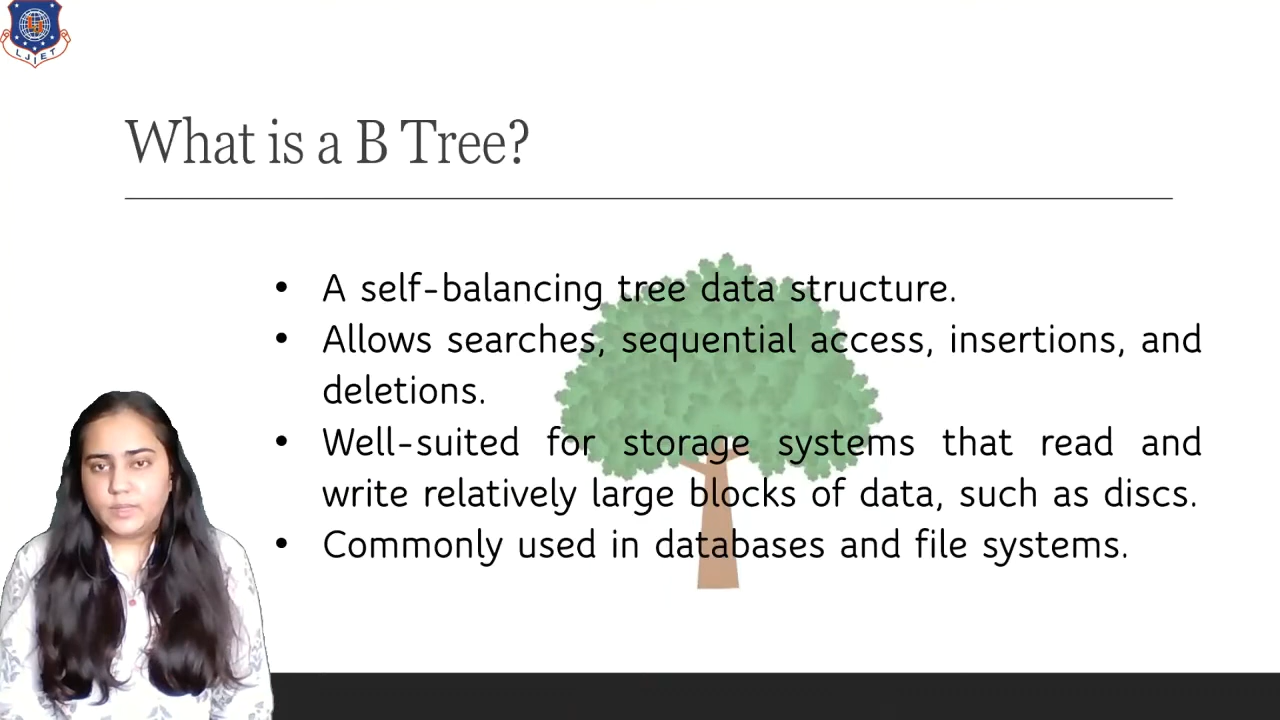 LJIET
What is a B Tree?
• A self-balancing tree data structure.
• Allows searches, sequential access, insertions, and
deletions.
• Well-suited for storage systems that read and
write relatively large blocks of data, such as discs.
• Commonly used in databases and file systems.